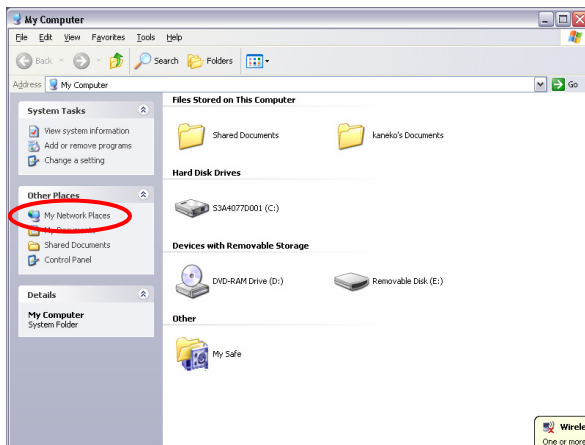 My Computer
File Edit View Favorites Tools Help
Back Search Folders
Address My Computer Go
System Tasks
View system information
Add or remove programs
Change a setting
Other Places
My Network Places
My Documents
Shared Documents
Control Panel
Details
My Computer
System Folder
Files Stored on This Computer
Shared Documents kaneko's Documents
Hard Disk Drives
S3A4077D001 (C:)
Devices with Removable Storage
DVD-RAM Drive (D:) Removable Disk (E:)
Other
My Safe
Wirele
One or more